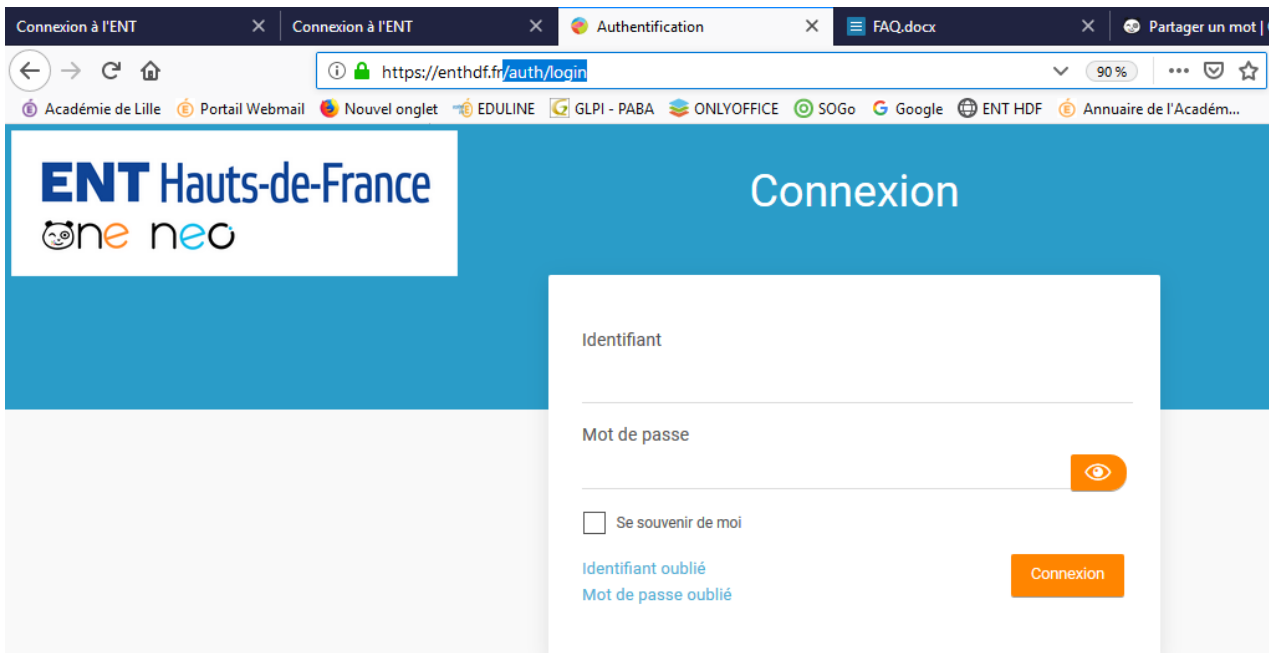 Connexion à l'ENT
Connexion à l'ENT
Authentification
FAQ.docx
Partager un mot |
https://enthdf.fr/auth/login
90 %
Académie de Lille
Portail Webmail
Nouvel onglet
EDULINE
GLPI - PABA
ONLYOFFICE
SOGo
Google
ENT HDF
Annuaire de l'Académ...
ENT Hauts-de-France
one neo
Connexion
Identifiant
Mot de passe
Se souvenir de moi
Identifiant oublié
Connexion
Mot de passe oublié